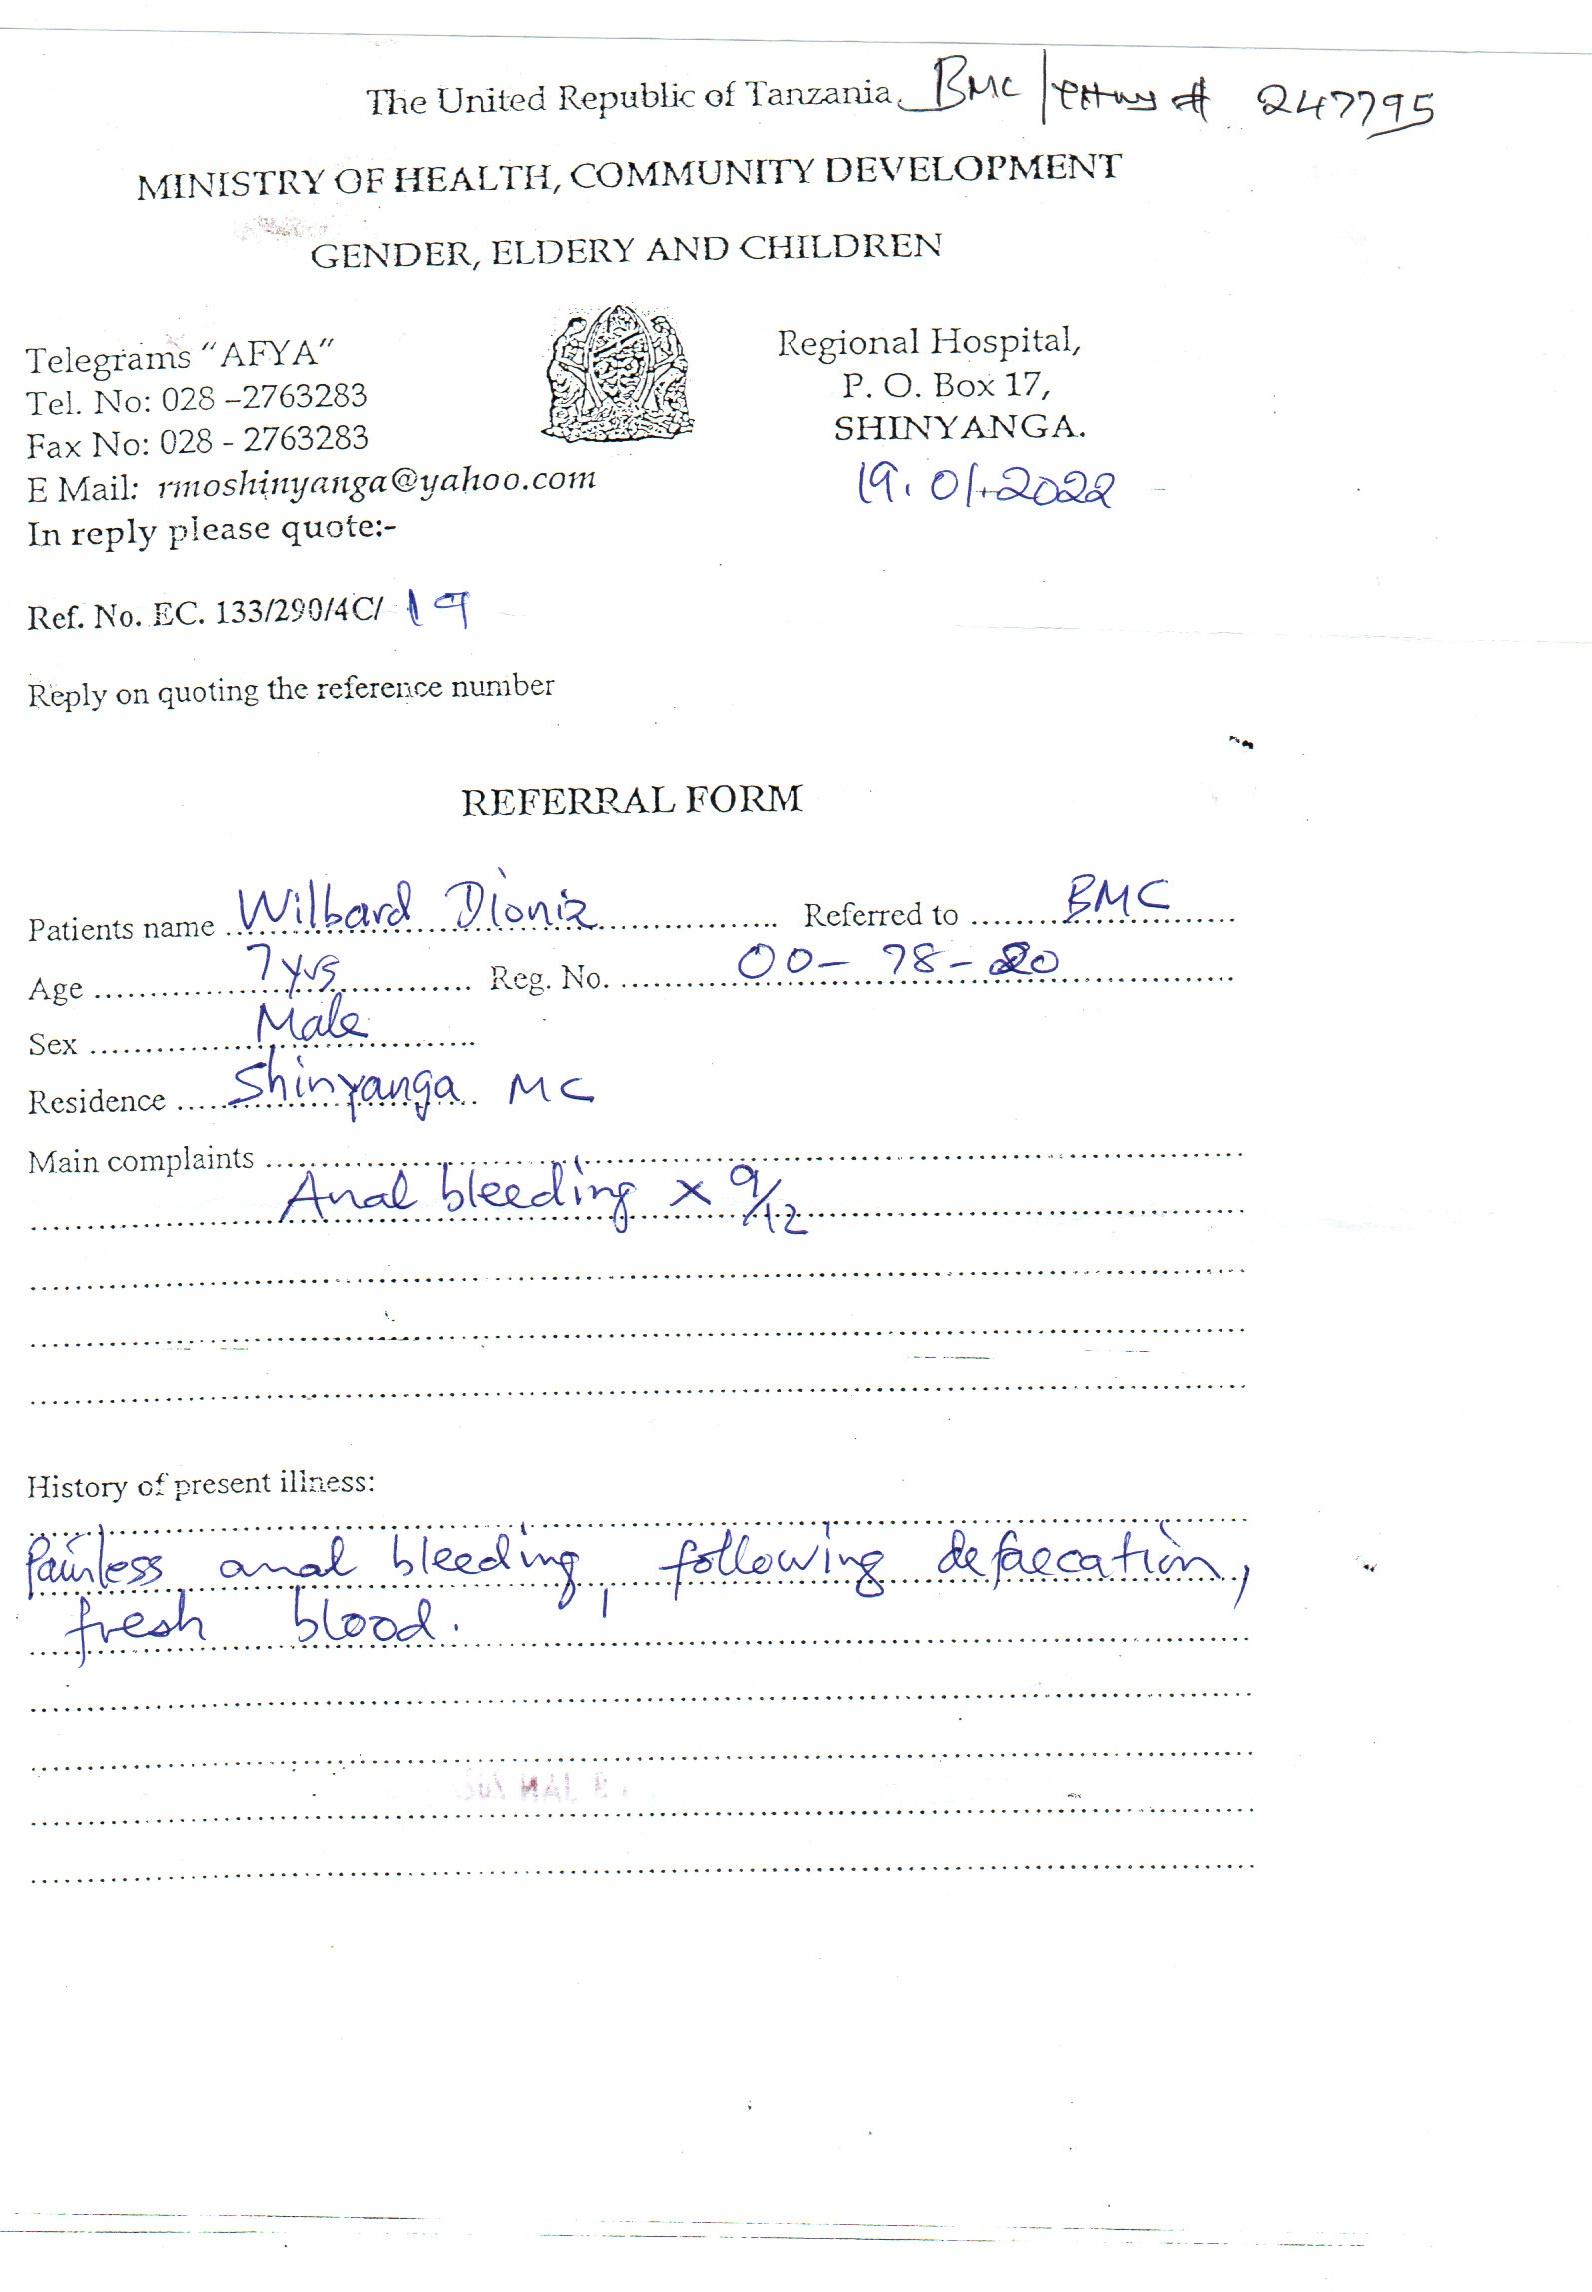 The United Republic of Tanzania, BMC # 247795
MINISTRY OF HEALTH, COMMUNITY DEVELOPMENT
GENDER, ELDERY AND CHILDREN
Telegrams "AFYA"
Tel. No: 028 –2763283
Fax No: 028 - 2763283
E Mail: rmoshinyanga@yahoo.com
In reply please quote:-
Regional Hospital,
P. O. Box 17,
SHINYANGA.
19.01.2022
Ref. No. EC. 133/290/4C/ 19
Reply on quoting the reference number
REFERRAL FORM
Patients name Wilbard Dioniz Referred to BMC
Age 7yrs Reg. No. 00-78-80
Sex Male
Residence Shinyanga MC
Main complaints
Anal bleeding x 9/12
History of present illness:
Painless anal bleeding, following defaecation,
fresh blood.